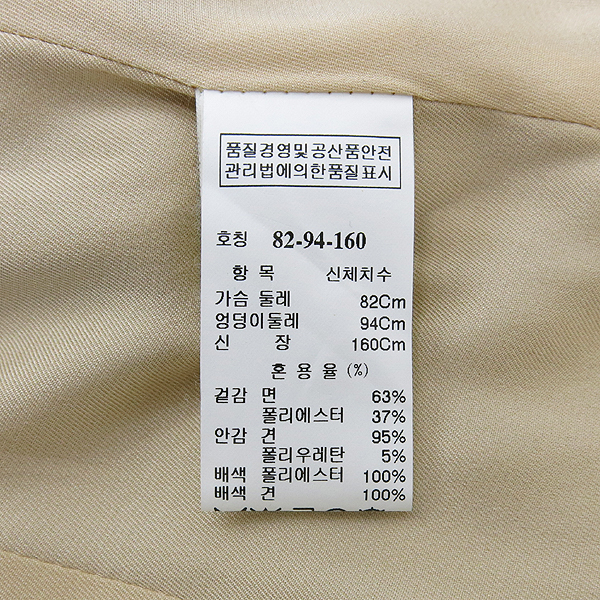 품질경영및공산품안전
관리법에의한품질표시
호칭 82-94-160
항 목 신체치수
가슴 둘레 82Cm
엉덩이둘레 94Cm
신 장 160Cm
혼 용 율 (%)
겉감 면 63%
폴리에스터 37%
안감 견 95%
폴리우레탄 5%
배색 폴리에스터 100%
배색 견 100%